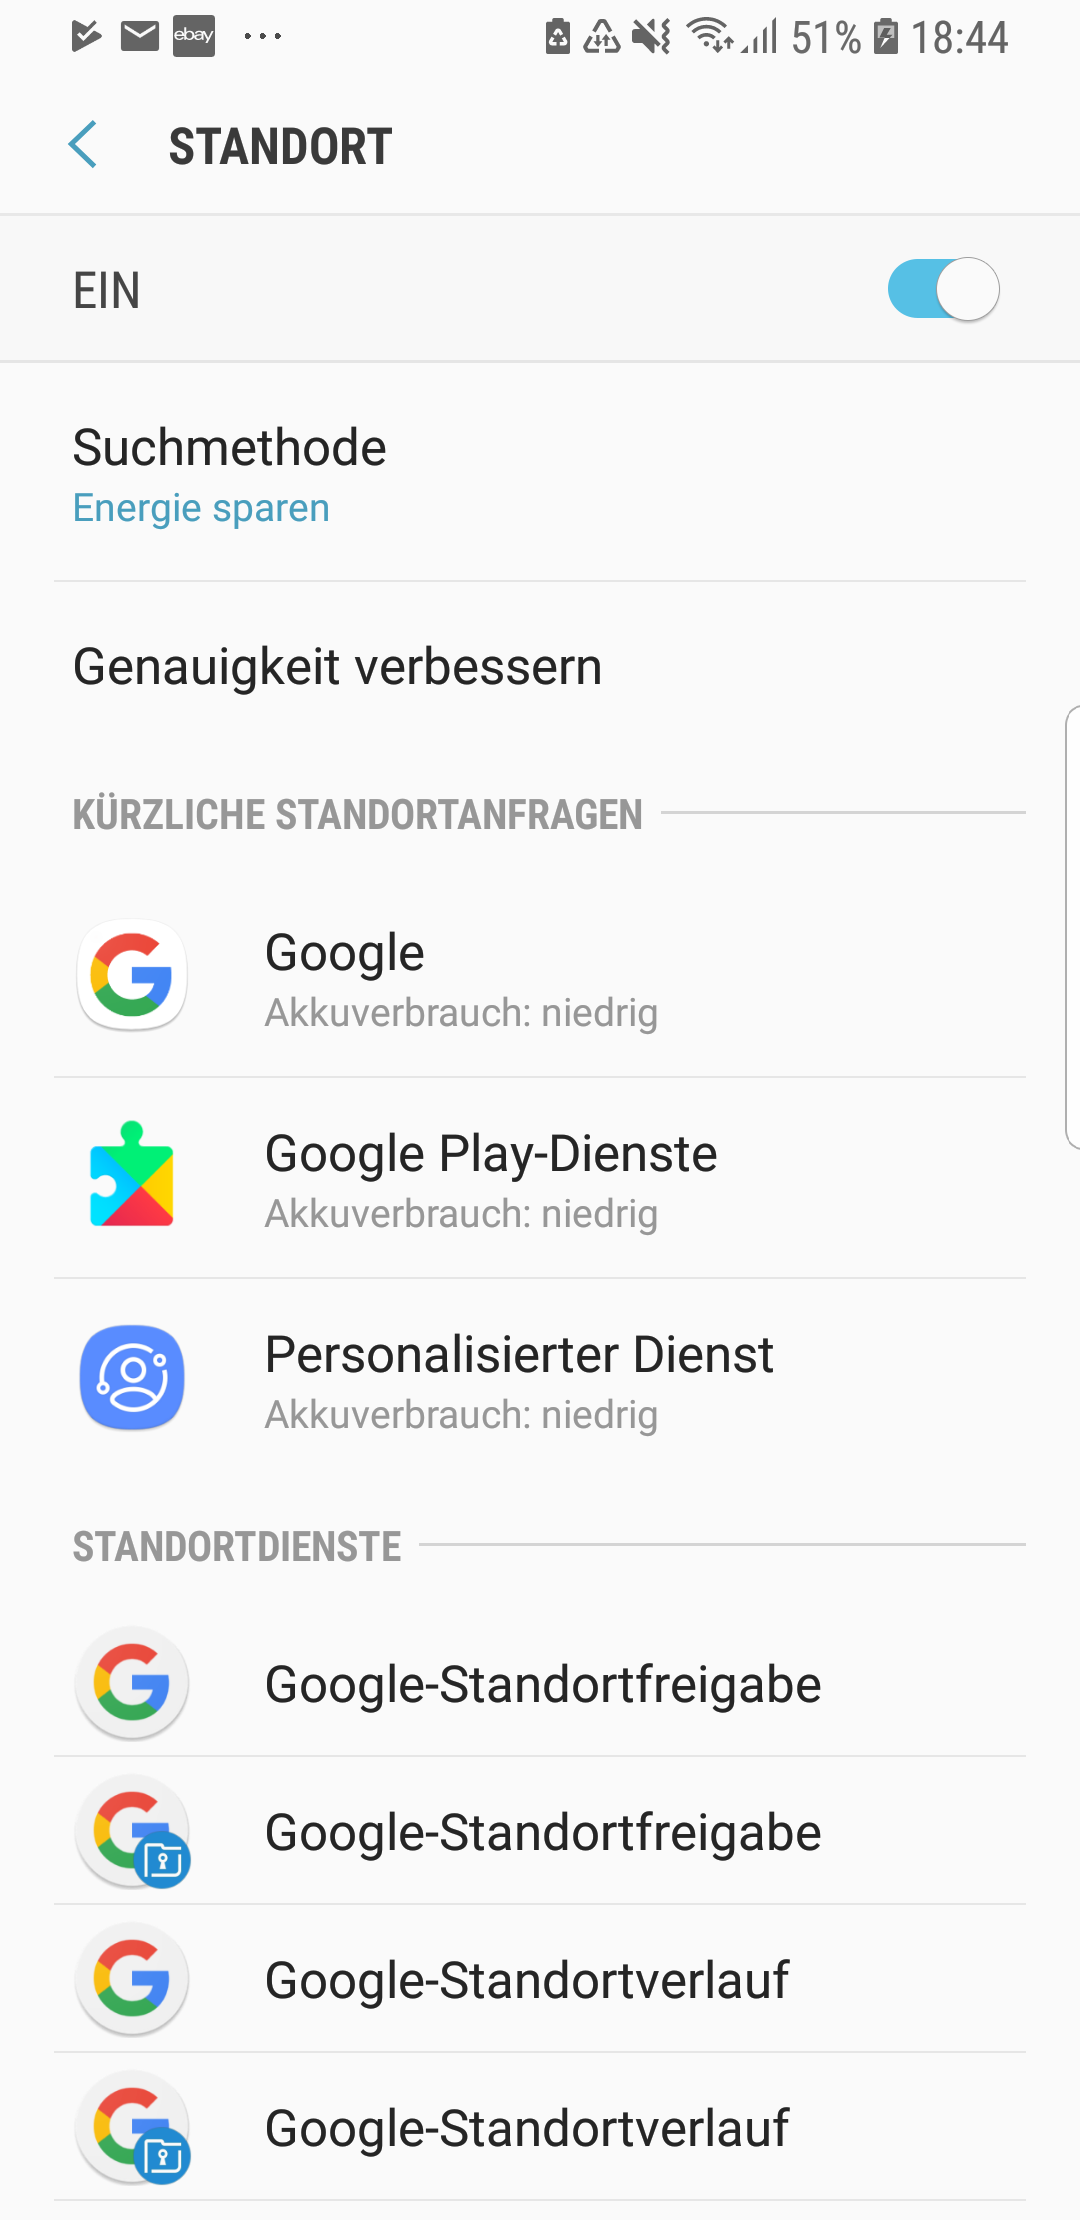 ebay ... 51% 18:44
STANDORT
EIN
Suchmethode
Energie sparen
Genauigkeit verbessern
KÜRZLICHE STANDORTANFRAGEN
Google
Akkuverbrauch: niedrig
Google Play-Dienste
Akkuverbrauch: niedrig
Personalisierter Dienst
Akkuverbrauch: niedrig
STANDORTDIENSTE
Google-Standortfreigabe
Google-Standortfreigabe
Google-Standortverlauf
Google-Standortverlauf